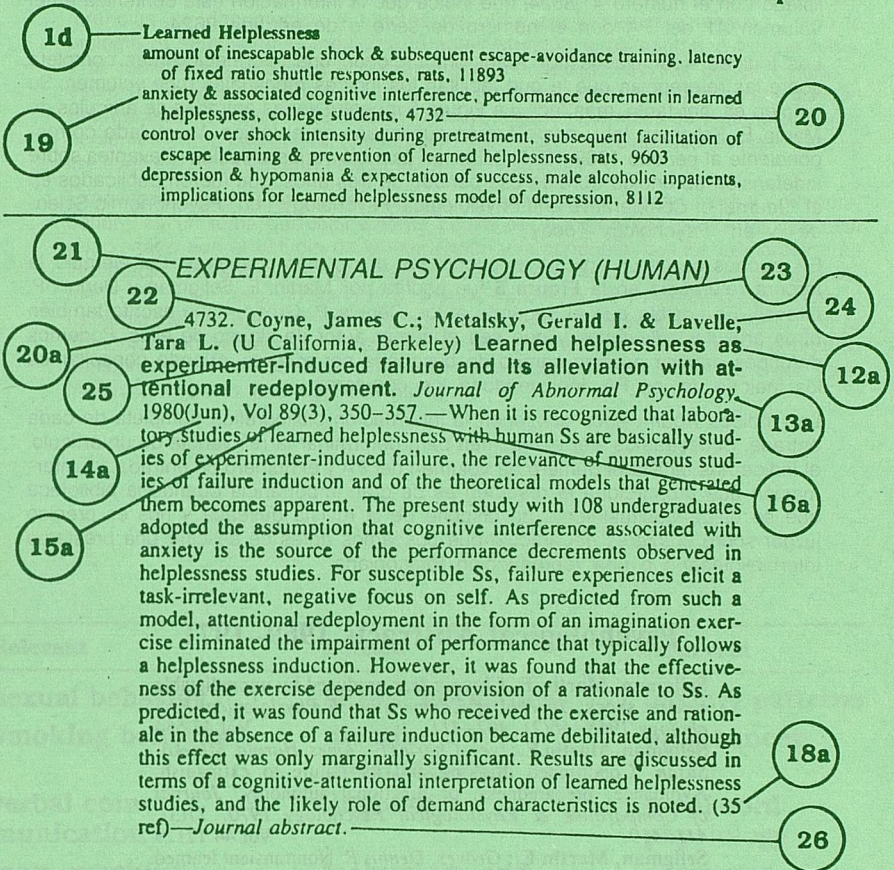 1d
Learned Helplessness
amount of inescapable shock & subsequent escape-avoidance training, latency
of fixed ratio shuttle responses, rats, 11893
anxiety & associated cognitive interference, performance decrement in learned
helplessness, college students, 4732
20
19
control over shock intensity during pretreatment, subsequent facilitation of
escape learning & prevention of learned helplessness, rats, 9603
depression & hypomania & expectation of success, male alcoholic inpatients,
implications for learned helplessness model of depression, 8112
21
EXPERIMENTAL PSYCHOLOGY (HUMAN)
23
22
24
4732. Coyne, James C.; Metalsky, Gerald I. & Lavelle,
20a
Tara L. (U California, Berkeley) Learned helplessness as
12a
experimenter-induced failure and its alleviation with at-
25
tentional redeployment. Journal of Abnormal Psychology,
13a
1980(Jun), Vol 89(3), 350-357.—When it is recognized that labora-
tory studies of learned helplessness with human Ss are basically stud-
14a
ies of experimenter-induced failure, the relevance of numerous stud-
ies of failure induction and of the theoretical models that generated
16a
them becomes apparent. The present study with 108 undergraduates
adopted the assumption that cognitive interference associated with
15a
anxiety is the source of the performance decrements observed in
helplessness studies. For susceptible Ss, failure experiences elicit a
task-irrelevant, negative focus on self. As predicted from such a
model, attentional redeployment in the form of an imagination exer-
cise eliminated the impairment of performance that typically follows
a helplessness induction. However, it was found that the effective-
ness of the exercise depended on provision of a rationale to Ss. As
predicted, it was found that Ss who received the exercise and ration-
ale in the absence of a failure induction became debilitated, although
this effect was only marginally significant. Results are discussed in
18a
terms of a cognitive-attentional interpretation of learned helplessness
studies, and the likely role of demand characteristics is noted. (35
ref)—Journal abstract.
26